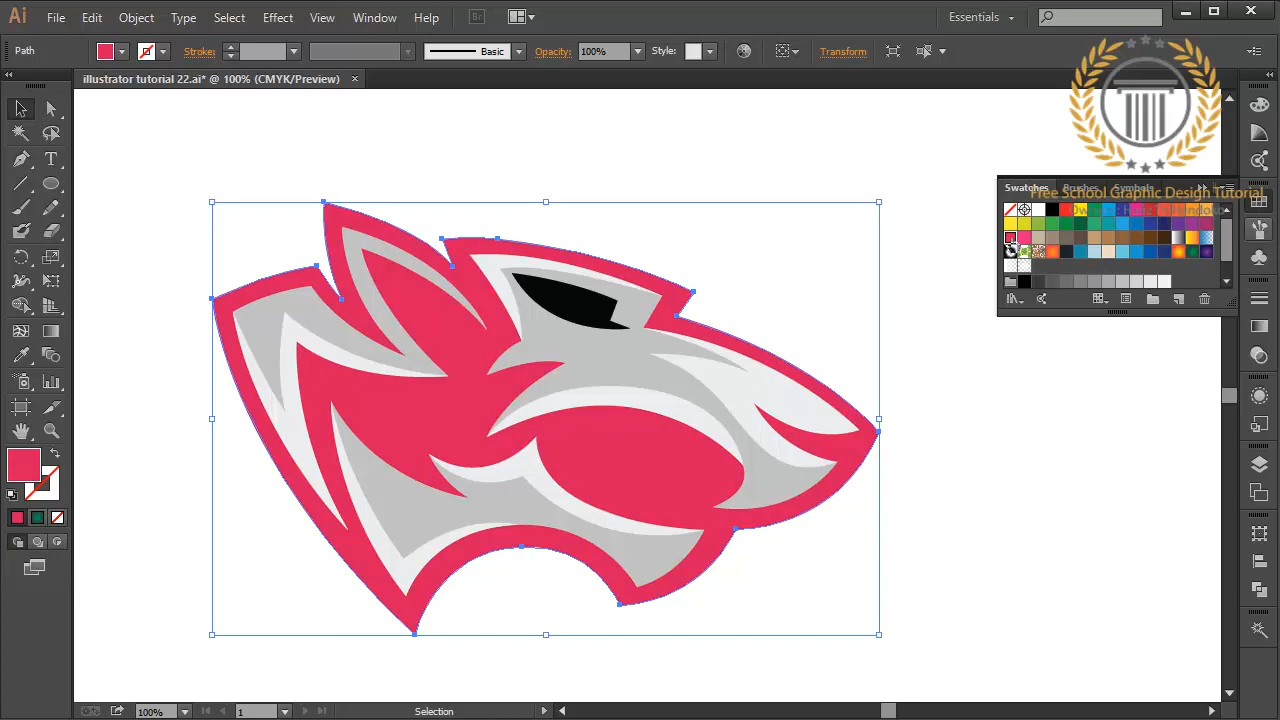 Ai File Edit Object Type Select Effect View Window Help Br Essentials
Path Stroke: Basic Opacity: 100% Style: Transform
illustrator tutorial 22.ai* @ 100% (CMYK/Preview)
Swatches Brushes Symbols
Free School Graphic Design Tutorial
100% 1 Selection